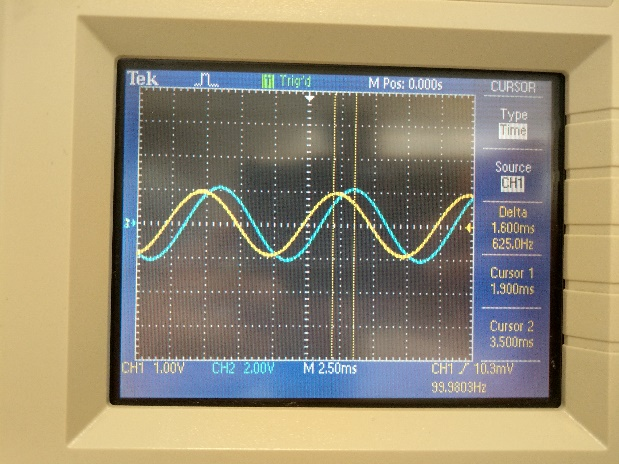 Tek T Trig'd M Pos: 0.000s CURSOR
Type
Time
Source
CH1
Delta
1.600ms
625.0Hz
Cursor 1
1.900ms
Cursor 2
3.500ms
CH1 1.00V CH2 2.00V M 2.50ms CH1 / 10.3mV
99.9803Hz